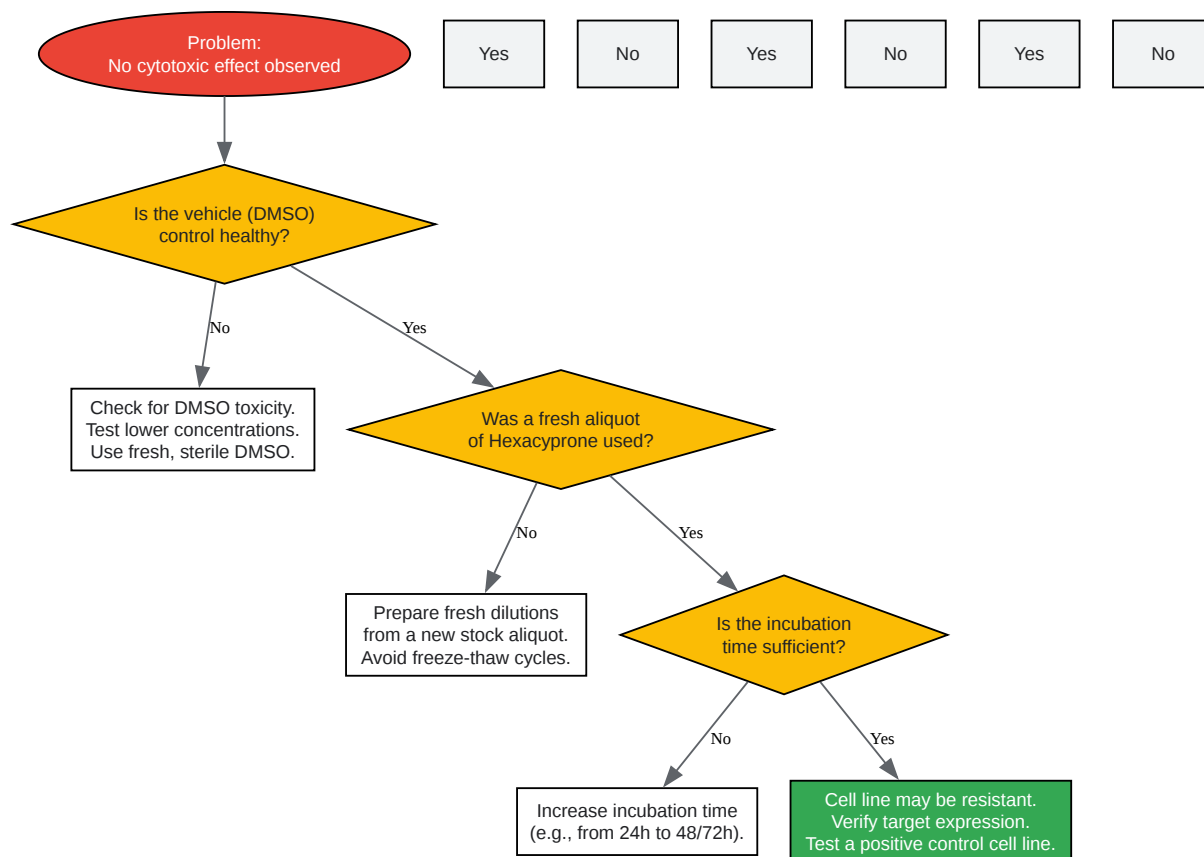 Problem:
No cytotoxic effect observed
Yes
No
Yes
No
Yes
No
Is the vehicle (DMSO)
control healthy?
No
Yes
Check for DMSO toxicity.
Test lower concentrations.
Use fresh, sterile DMSO.
Was a fresh aliquot
of Hexacyprone used?
No
Yes
Prepare fresh dilutions
from a new stock aliquot.
Avoid freeze-thaw cycles.
Is the incubation
time sufficient?
No
Yes
Increase incubation time
(e.g., from 24h to 48/72h).
Cell line may be resistant.
Verify target expression.
Test a positive control cell line.